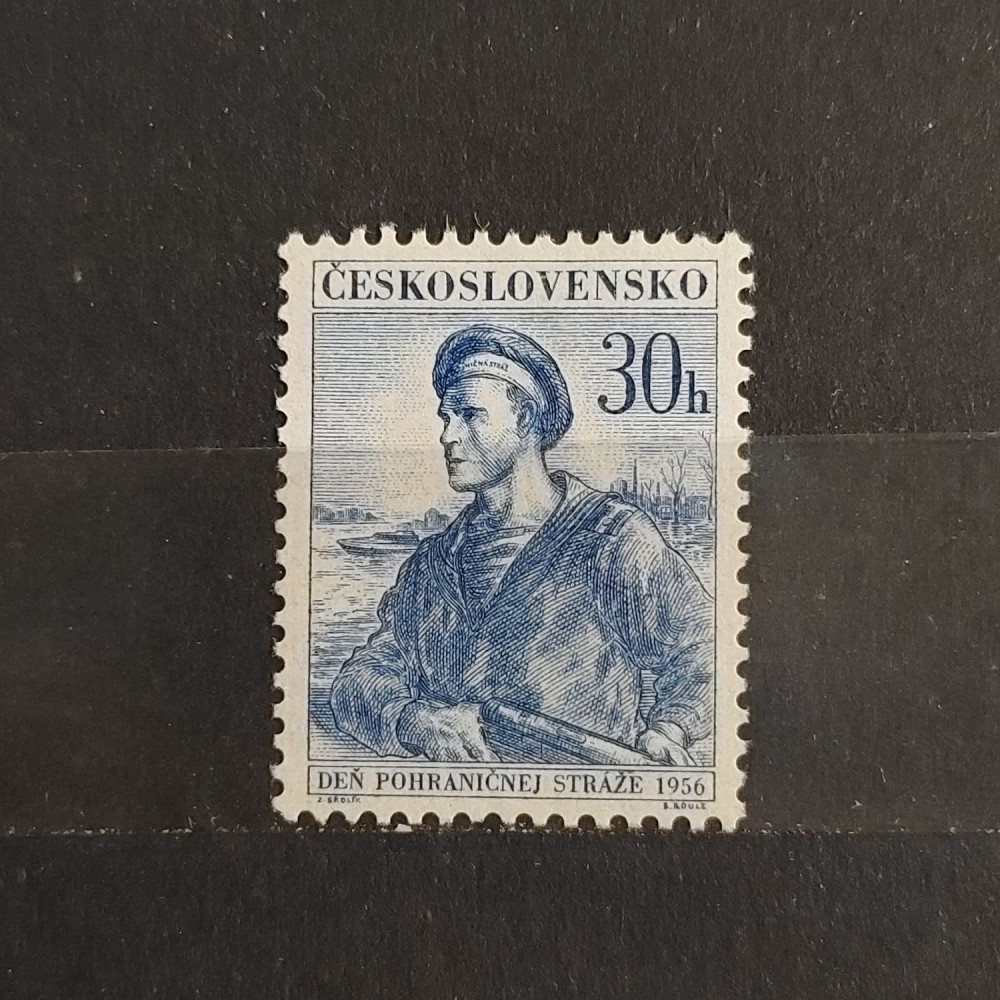 ČESKOSLOVENSKO
30h
DEŇ POHRANIČNEJ STRÁŽE 1956